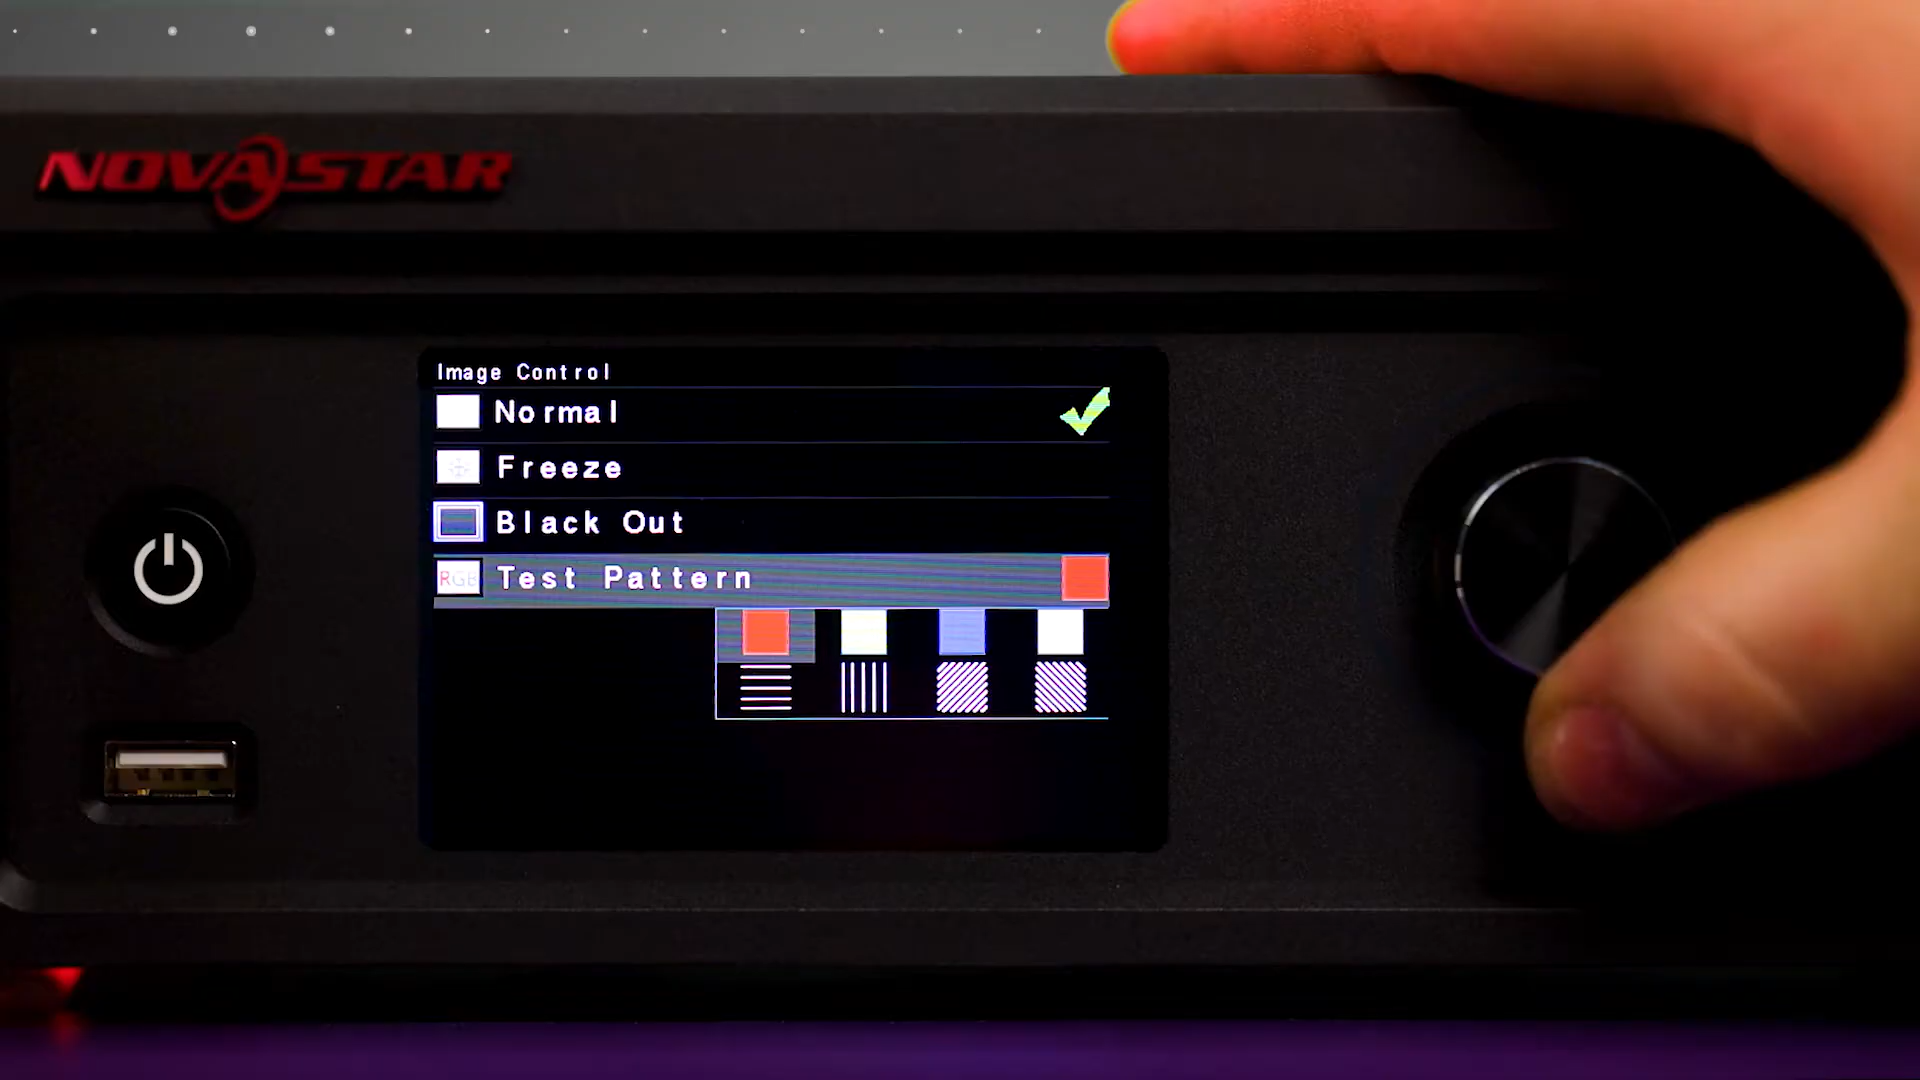 NOVASTAR
Image Control
Normal
Freeze
Black Out
RGB Test Pattern